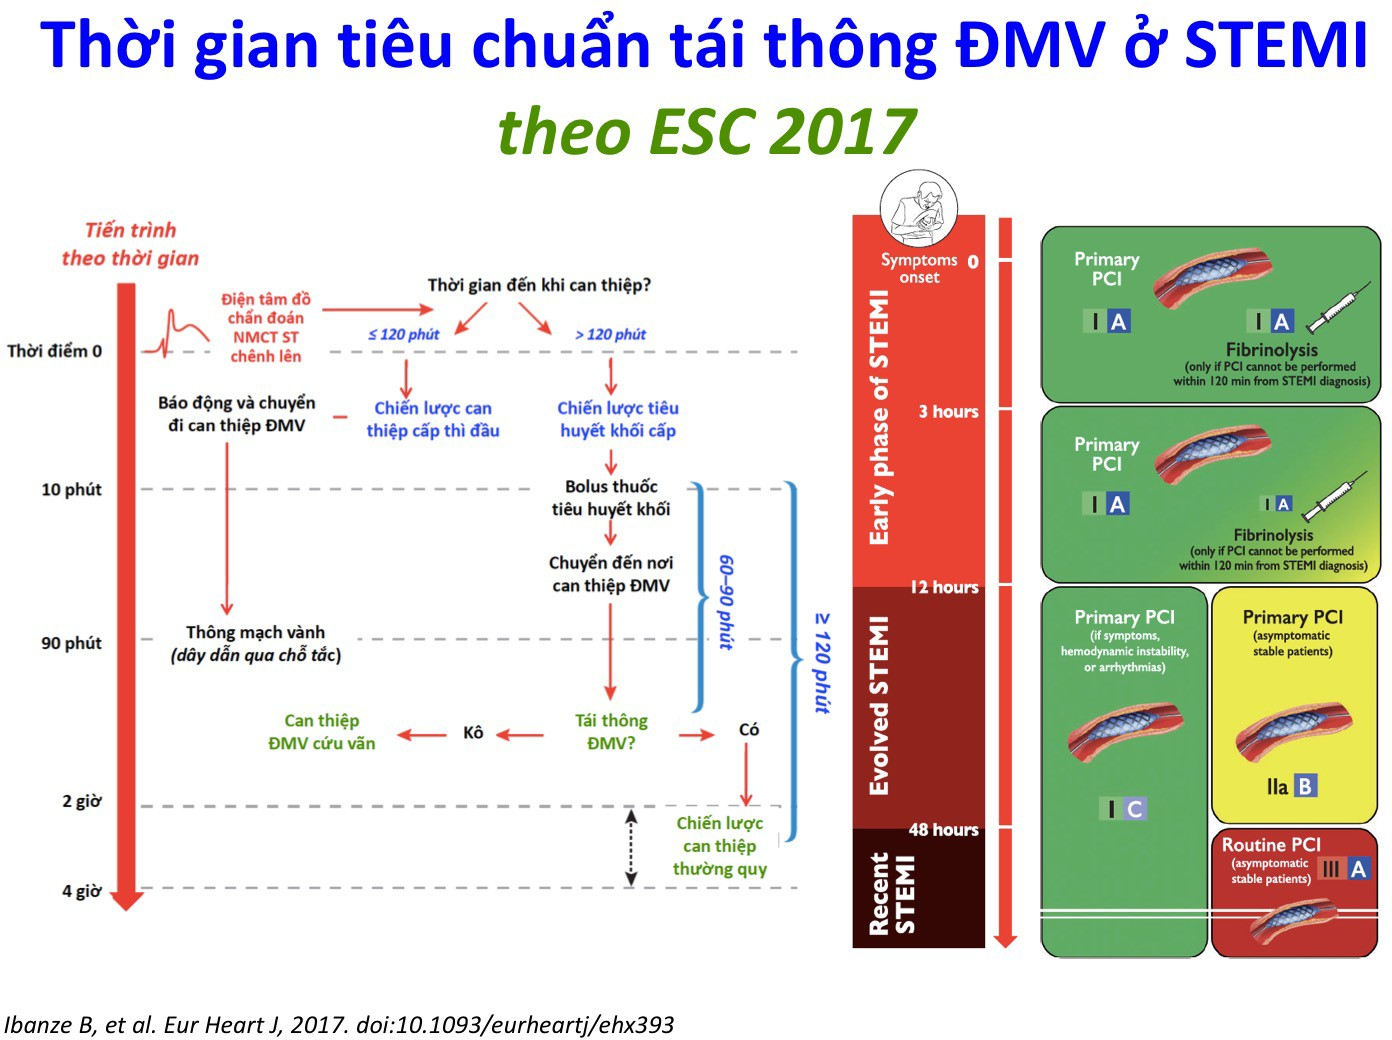 Thời gian tiêu chuẩn tái thông ĐMV ở STEMI
theo ESC 2017
Tiến trình
theo thời gian
Thời gian đến khi can thiệp?
Điện tâm đồ
chẩn đoán
NMCT ST
chênh lên
≤ 120 phút
> 120 phút
Thời điểm 0
Báo động và chuyển
đi can thiệp ĐMV
Chiến lược can
thiệp cấp thì đầu
Chiến lược tiêu
huyết khối cấp
10 phút
Bolus thuốc
tiêu huyết khối
Chuyển đến nơi
can thiệp ĐMV
60–90 phút
≥ 120 phút
90 phút
Thông mạch vành
(dây dẫn qua chỗ tắc)
Can thiệp
ĐMV cứu vãn
Kô
Tái thông
ĐMV?
Có
2 giờ
Chiến lược
can thiệp
thường quy
4 giờ
Symptoms
onset
0
3 hours
12 hours
48 hours
Early phase of STEMI
Evolved STEMI
Recent
STEMI
Primary
PCI
I A
I A
Fibrinolysis
(only if PCI cannot be performed
within 120 min from STEMI diagnosis)
Primary
PCI
I A
I A
Fibrinolysis
(only if PCI cannot be performed
within 120 min from STEMI diagnosis)
Primary PCI
(if symptoms,
hemodynamic instability,
or arrhythmias)
I C
Primary PCI
(asymptomatic
stable patients)
IIa B
Routine PCI
(asymptomatic
stable patients)
III A
Ibanze B, et al. Eur Heart J, 2017. doi:10.1093/eurheartj/ehx393